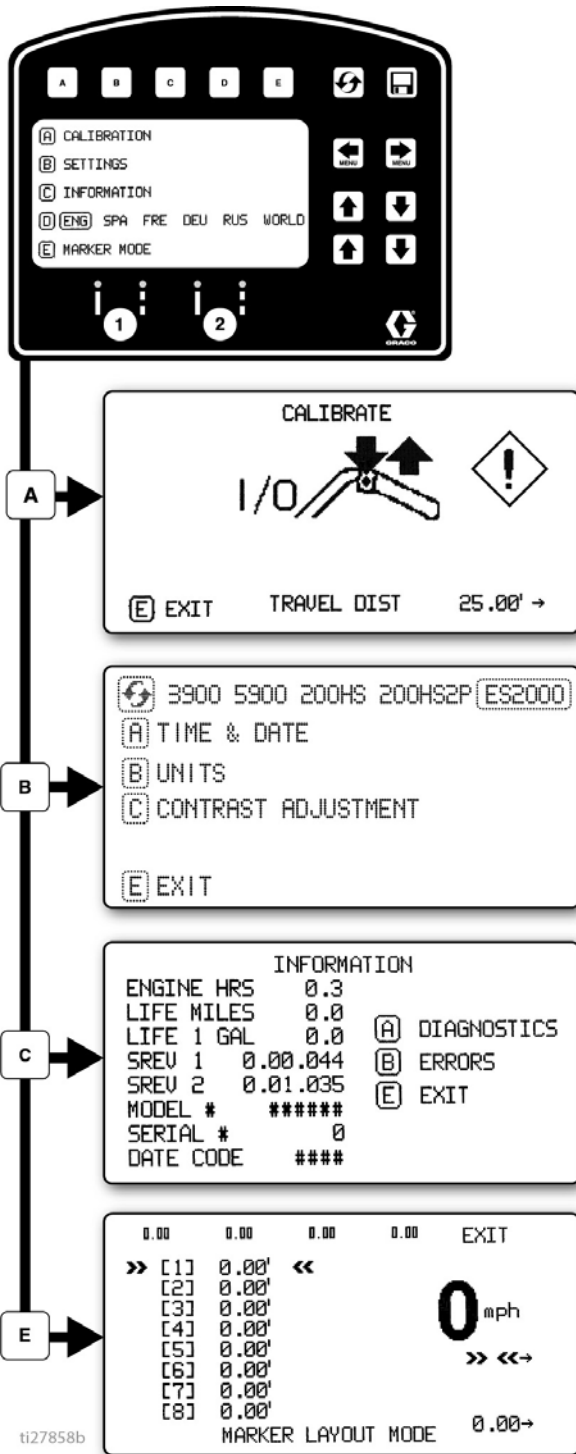 A B C D E
A CALIBRATION
B SETTINGS
C INFORMATION
D ENG SPA FRE DEU RUS WORLD
E MARKER MODE
MENU MENU
1 2
GRACO
A
CALIBRATE
!
I/O
E EXIT TRAVEL DIST 25.00' →
B
3900 5900 200HS 200HS2P ES2000
A TIME & DATE
B UNITS
C CONTRAST ADJUSTMENT
E EXIT
C
INFORMATION
ENGINE HRS 0.3
LIFE MILES 0.0
LIFE 1 GAL 0.0
SREV 1 0.00.044
SREV 2 0.01.035
MODEL # ######
SERIAL # 0
DATE CODE ####
A DIAGNOSTICS
B ERRORS
E EXIT
E
0.00 0.00 0.00 0.00 EXIT
» [1] 0.00' «
[2] 0.00'
[3] 0.00'
[4] 0.00'
[5] 0.00'
[6] 0.00'
[7] 0.00'
[8] 0.00'
0 mph
» «→
MARKER LAYOUT MODE 0.00→
ti27858b